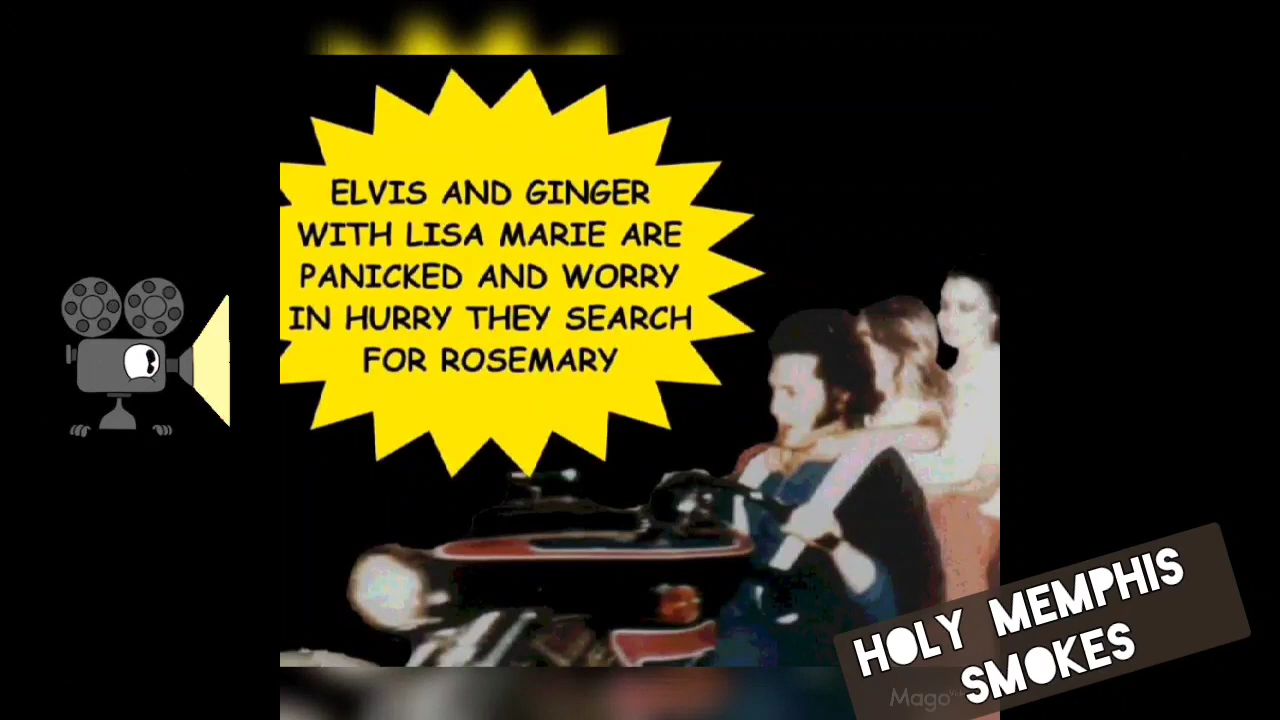 ELVIS AND GINGER
WITH LISA MARIE ARE
PANICKED AND WORRY
IN HURRY THEY SEARCH
FOR ROSEMARY
HOLY MEMPHIS
SMOKES
Mago